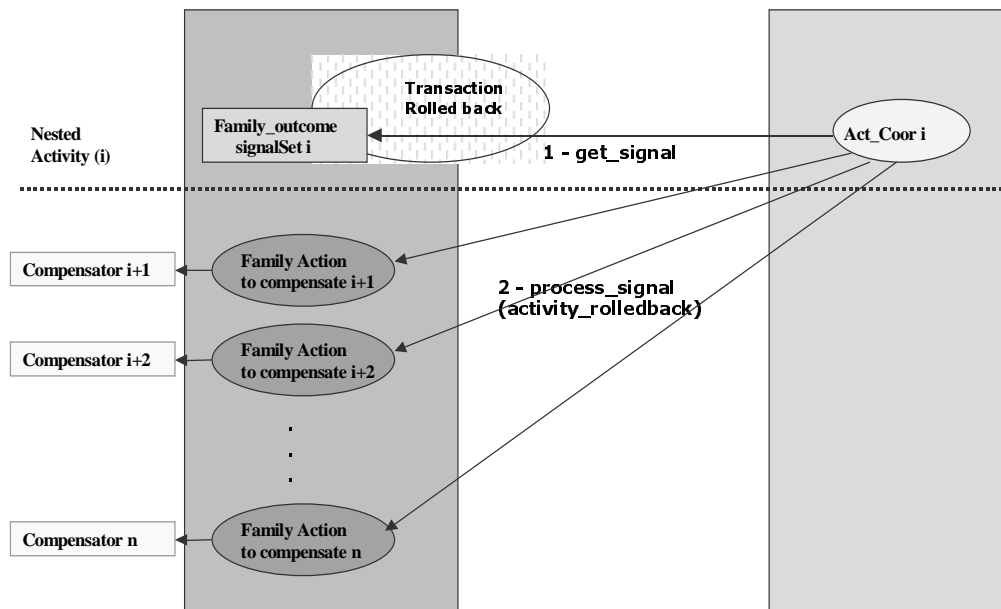 Transaction
Rolled back
Family_outcome
signalSet i
Nested
Activity (i)
Act_Coor i
1 - get_signal
Compensator i+1
Family Action
to compensate i+1
2 - process_signal
(activity_rolledback)
Compensator i+2
Family Action
to compensate i+2
.
.
.
Compensator n
Family Action
to compensate n